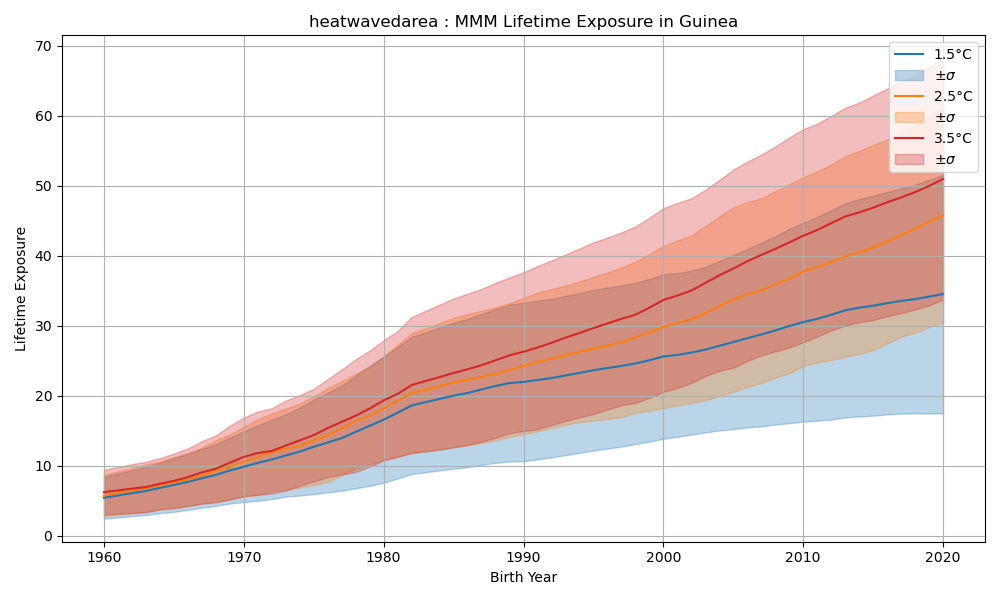 heatwavedarea : MMM Lifetime Exposure in Guinea
70
60
50
40
30
20
10
0
Lifetime Exposure
1.5°C
±σ
2.5°C
±σ
3.5°C
±σ
1960 1970 1980 1990 2000 2010 2020
Birth Year